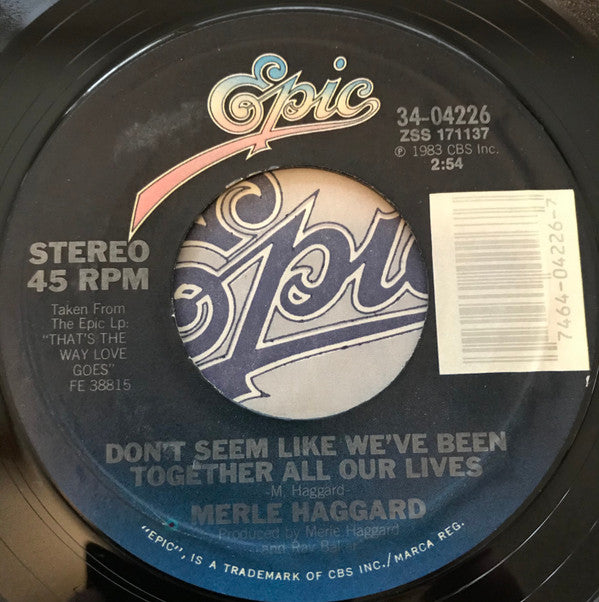 Epic
34-04226
ZSS 171137
℗ 1983 CBS Inc.
2:54
STEREO
45 RPM
Taken From
The Epic Lp:
"THAT'S THE
WAY LOVE
GOES"
FE 38815
7464-04226-7
DON'T SEEM LIKE WE'VE BEEN
TOGETHER ALL OUR LIVES
-M. Haggard-
MERLE HAGGARD
Produced by Merle Haggard
and Ray
"EPIC", IS A TRADEMARK OF CBS INC./MARCA REG.